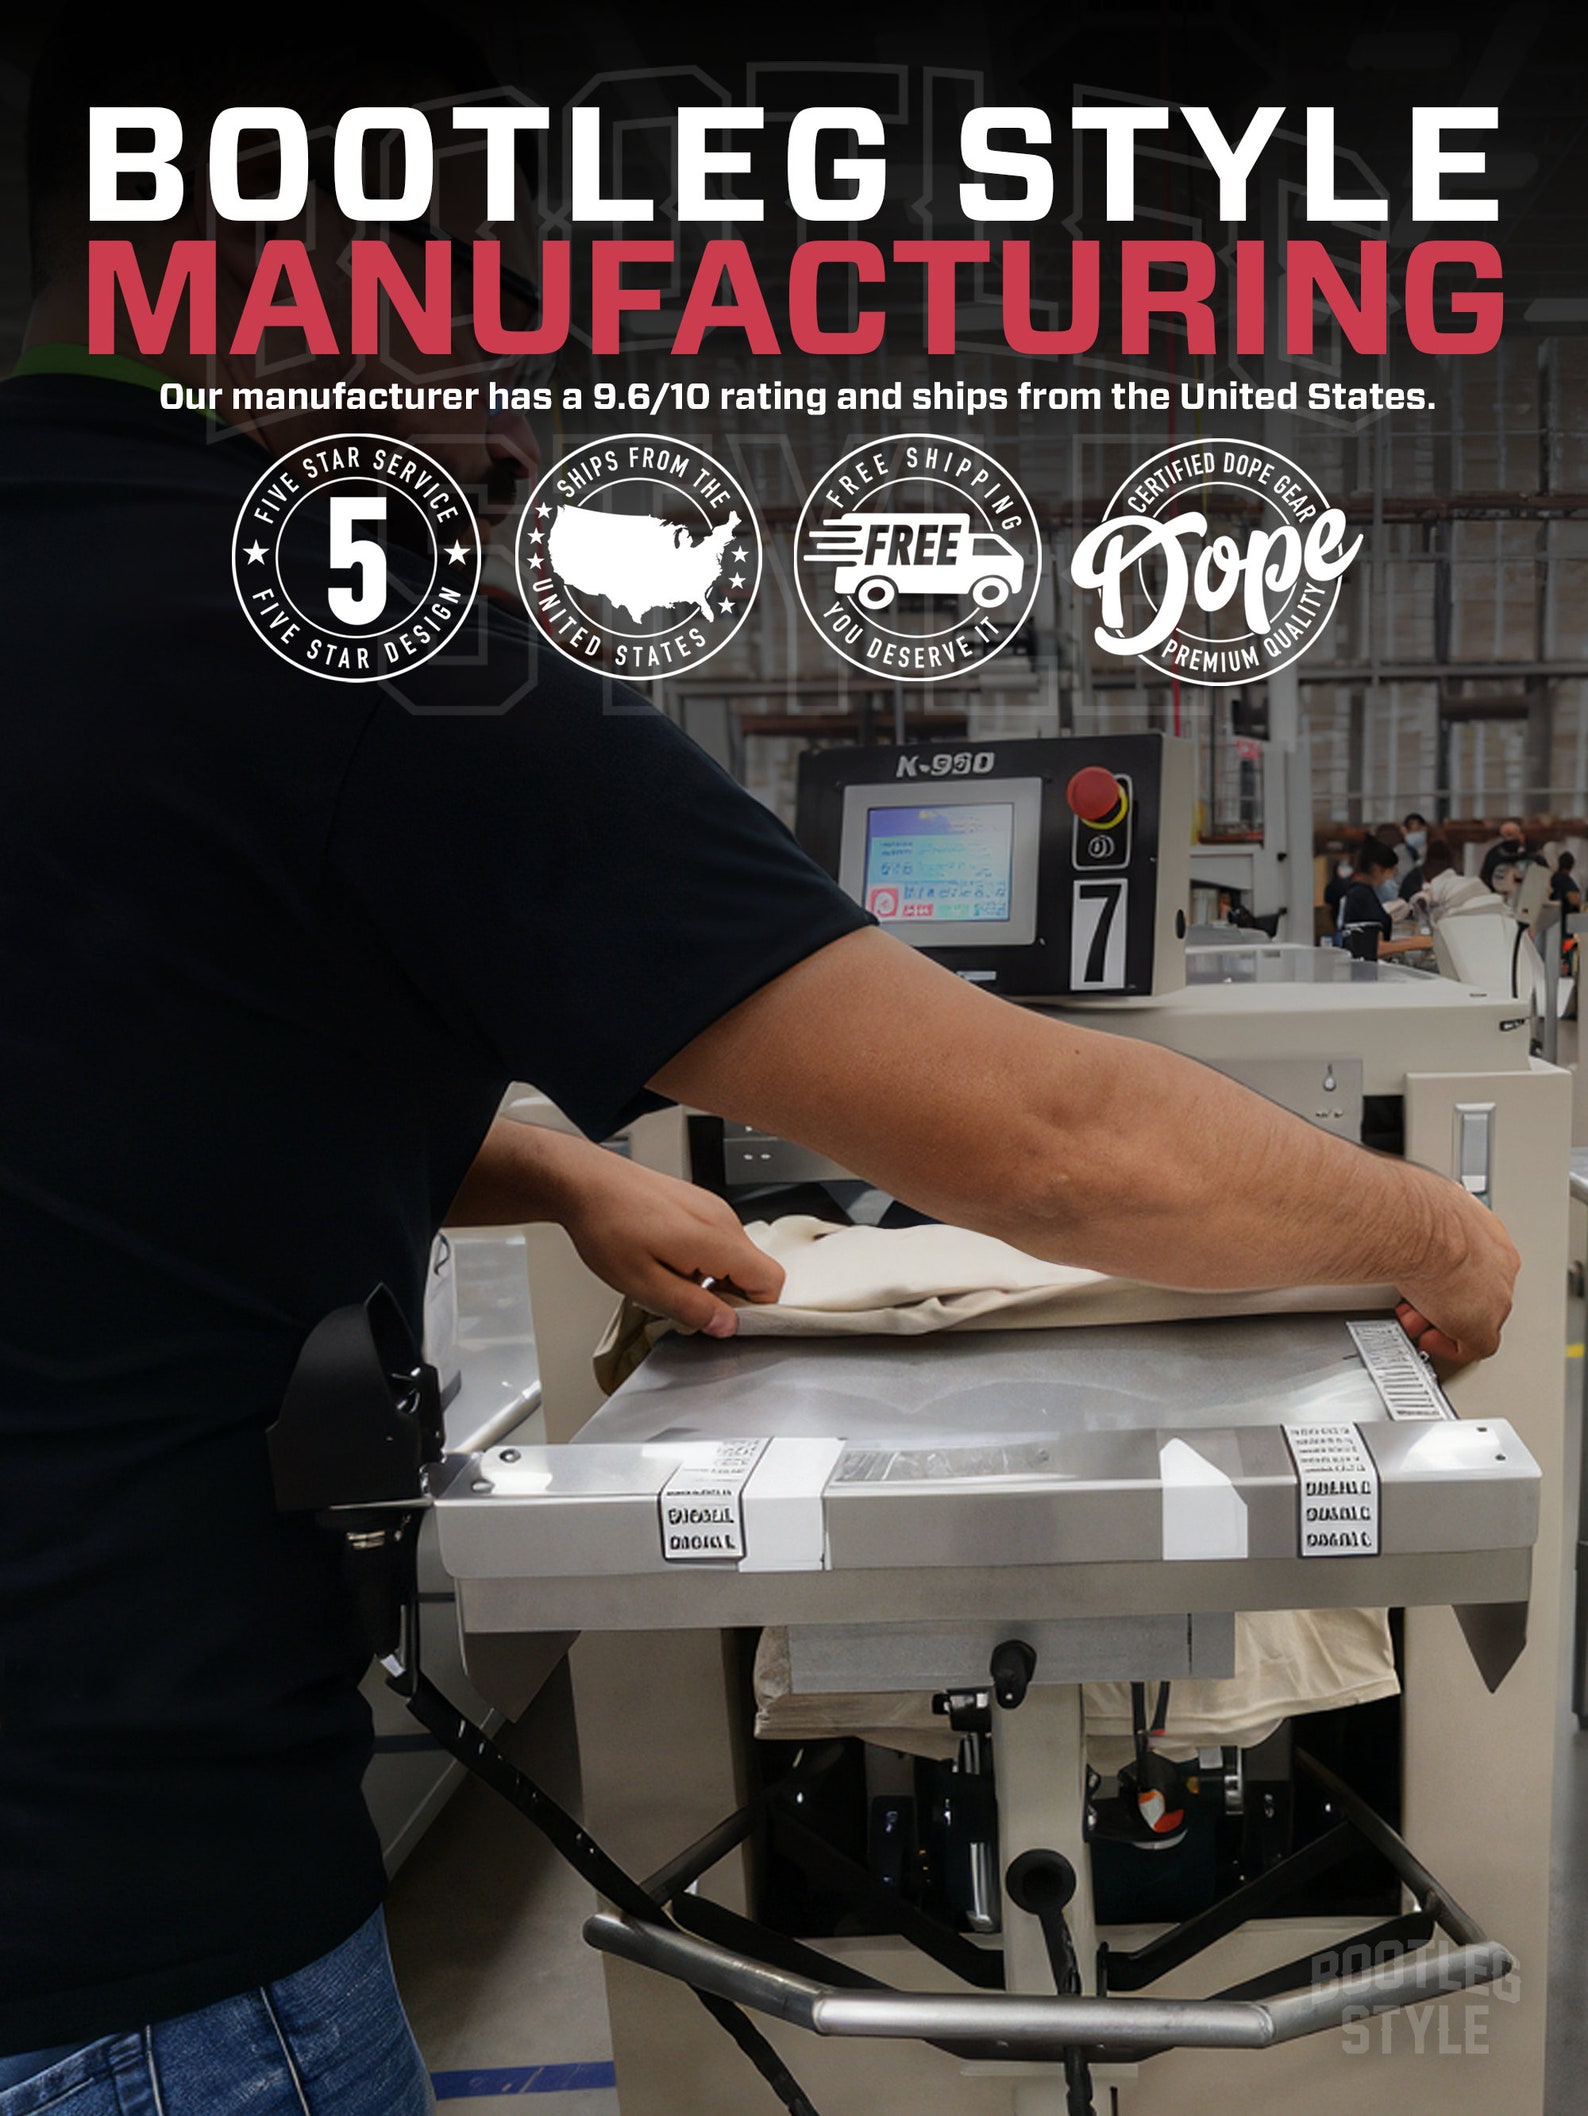 BOOTLEG STYLE
MANUFACTURING
Our manufacturer has a 9.6/10 rating and ships from the United States.
FIVE STAR SERVICE
5
FIVE STAR DESIGN
SHIPS FROM THE
UNITED STATES
FREE SHIPPING
FREE
YOU DESERVE IT
CERTIFIED DOPE GEAR
Dope
PREMIUM QUALITY
BOOTLEG
STYLE
7
BOOTLEG
STYLE